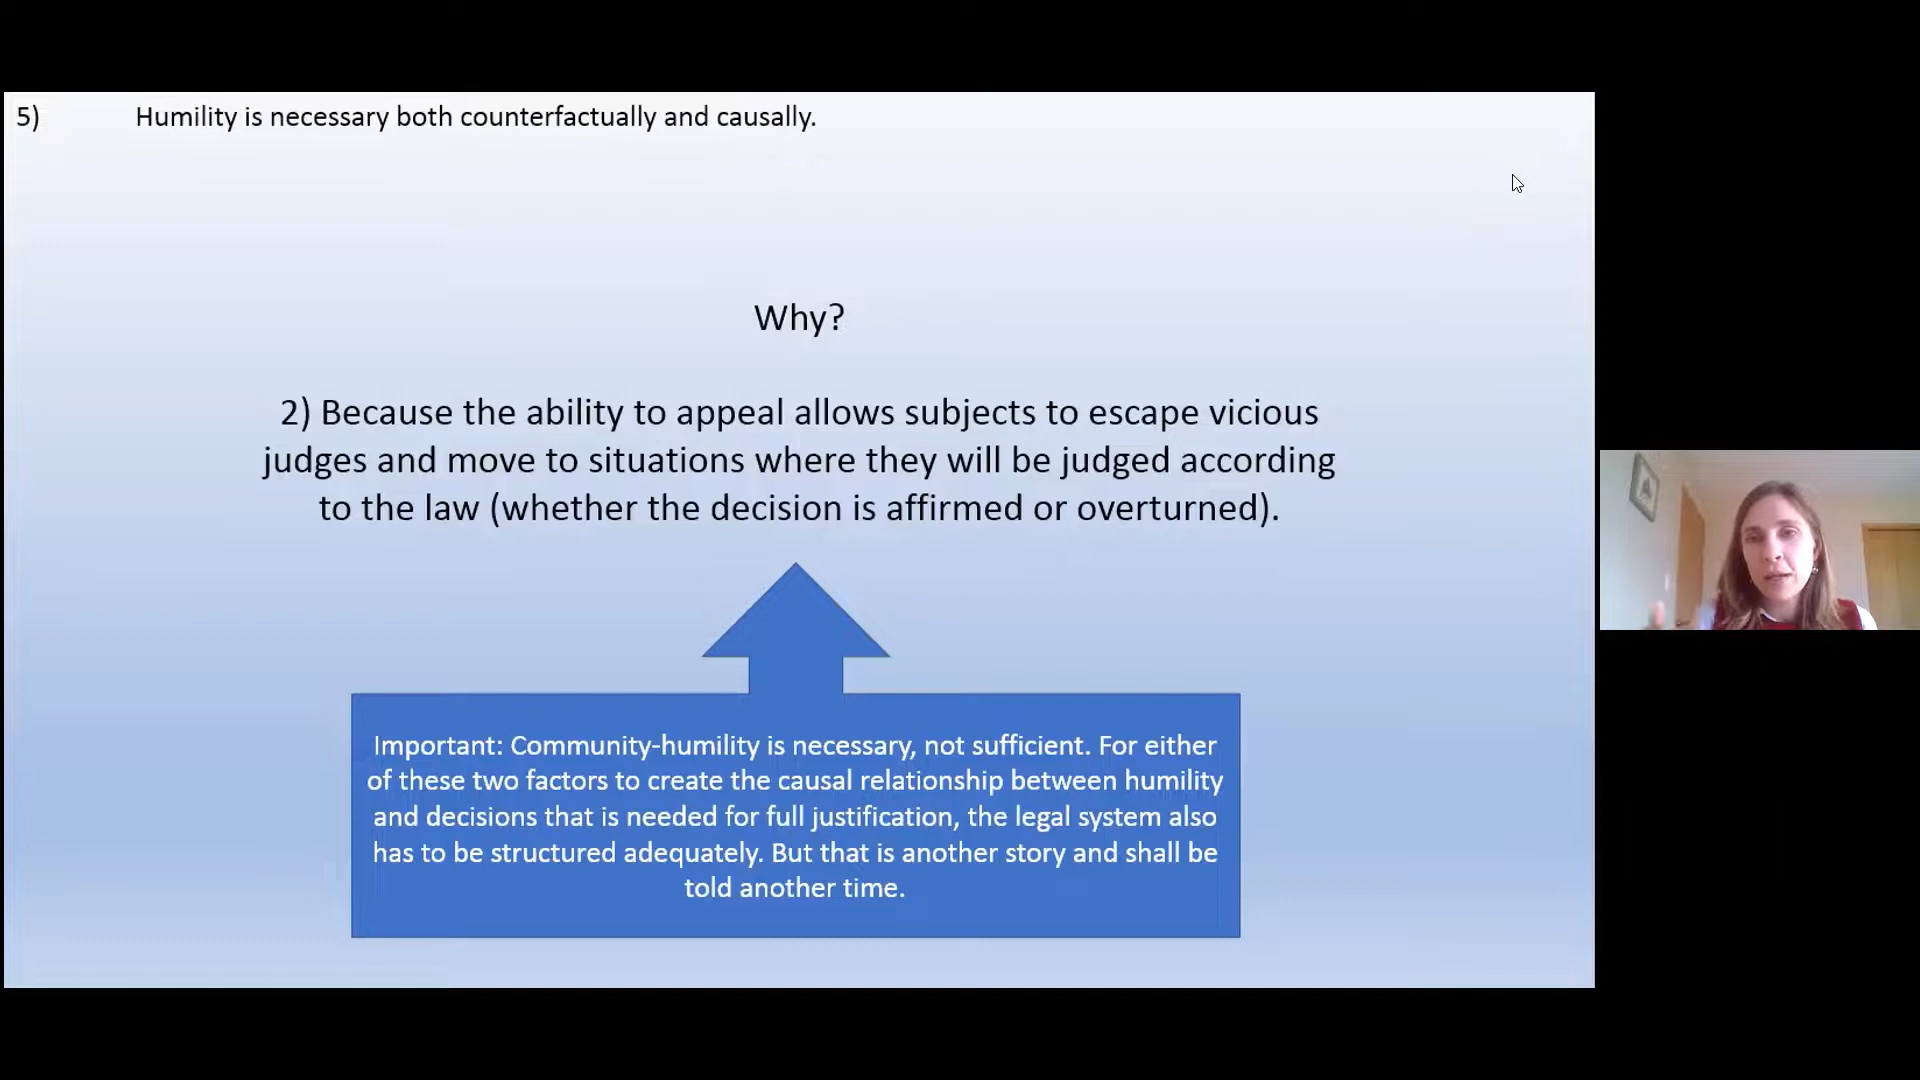 5) Humility is necessary both counterfactually and causally.
Why?
2) Because the ability to appeal allows subjects to escape vicious
judges and move to situations where they will be judged according
to the law (whether the decision is affirmed or overturned).
Important: Community-humility is necessary, not sufficient. For either
of these two factors to create the causal relationship between humility
and decisions that is needed for full justification, the legal system also
has to be structured adequately. But that is another story and shall be
told another time.